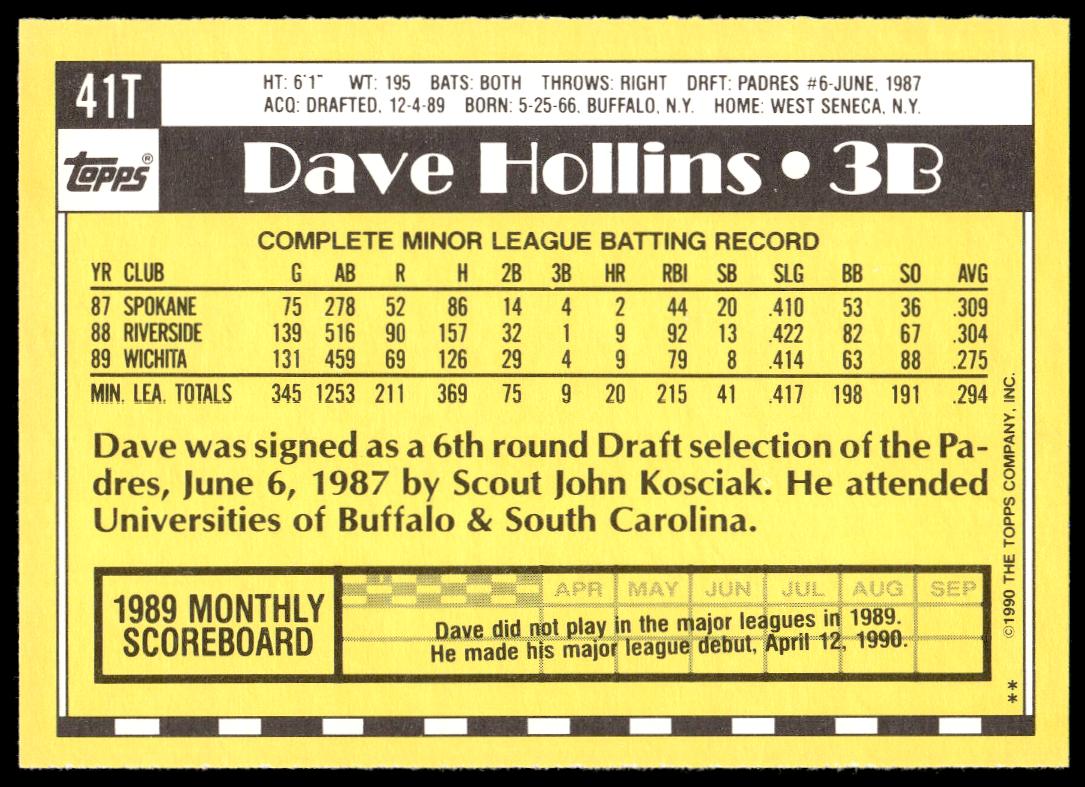 41T
HT: 6'1" WT: 195 BATS: BOTH THROWS: RIGHT DRFT: PADRES #6-JUNE, 1987
ACQ: DRAFTED, 12-4-89 BORN: 5-25-66, BUFFALO, N.Y. HOME: WEST SENECA, N.Y.
topps®
Dave Hollins • 3B
COMPLETE MINOR LEAGUE BATTING RECORD
YR CLUB G AB R H 2B 3B HR RBI SB SLG BB SO AVG
87 SPOKANE 75 278 52 86 14 4 2 44 20 .410 53 36 .309
88 RIVERSIDE 139 516 90 157 32 1 9 92 13 .422 82 67 .304
89 WICHITA 131 459 69 126 29 4 9 79 8 .414 63 88 .275
MIN. LEA. TOTALS 345 1253 211 369 75 9 20 215 41 .417 198 191 .294
Dave was signed as a 6th round Draft selection of the Pa-
dres, June 6, 1987 by Scout John Kosciak. He attended
Universities of Buffalo & South Carolina.
1989 MONTHLY
SCOREBOARD
APR MAY JUN JUL AUG SEP
Dave did not play in the major leagues in 1989.
He made his major league debut, April 12, 1990.
©1990 THE TOPPS COMPANY, INC.
**